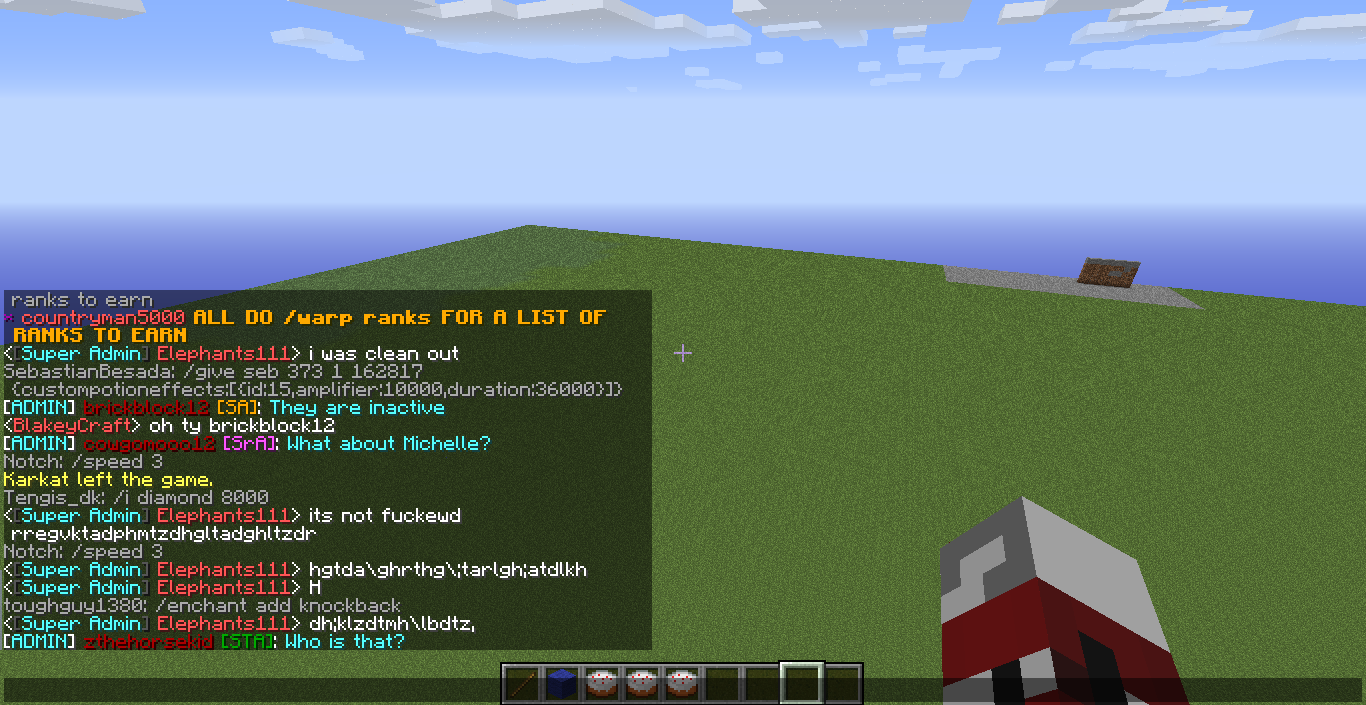 ranks to earn
* countryman5000 ALL DO /warp ranks FOR A LIST OF
RANKS TO EARN
<[Super Admin] Elephants111> i was clean out
SebastianBesada: /give seb 373 1 162817
{custompotioneffects:[{id:15,amplifier:10000,duration:36000}]}
[ADMIN] brickblock12 [SA]: They are inactive
<BlakeyCraft> oh ty brickblock12
[ADMIN] cowgomooo12 [SrA]: What about Michelle?
Notch: /speed 3
Karkat left the game.
Tengis_dk: /i diamond 8000
<[Super Admin] Elephants111> its not fuckewd
rregvktadphmtzdhgltadghltzdr
Notch: /speed 3
<[Super Admin] Elephants111> hgtda\ghrthg\;tarlgh;atdlkh
<[Super Admin] Elephants111> H
toughguy1380: /enchant add knockback
<[Super Admin] Elephants111> dh;klzdtmh\lbdtz,
[ADMIN] zthehorsekid [STA]: Who is that?